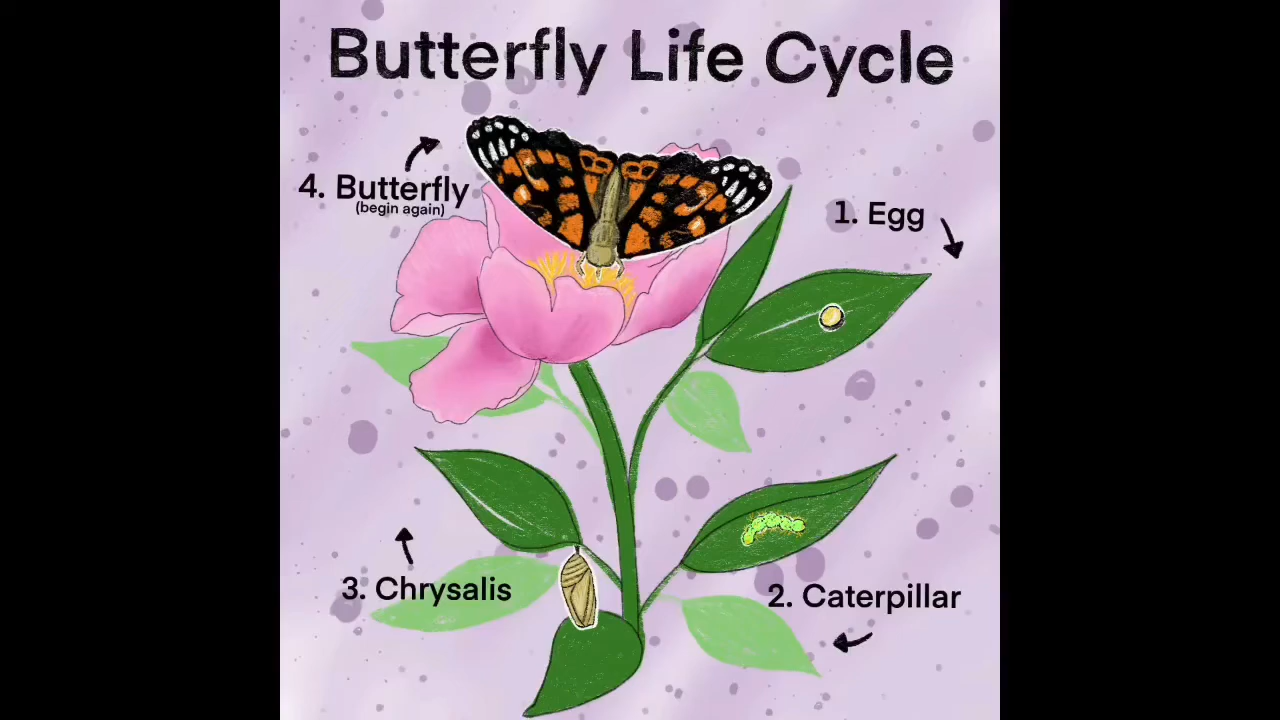 Butterfly Life Cycle
1. Egg
2. Caterpillar
3. Chrysalis
4. Butterfly
(begin again)